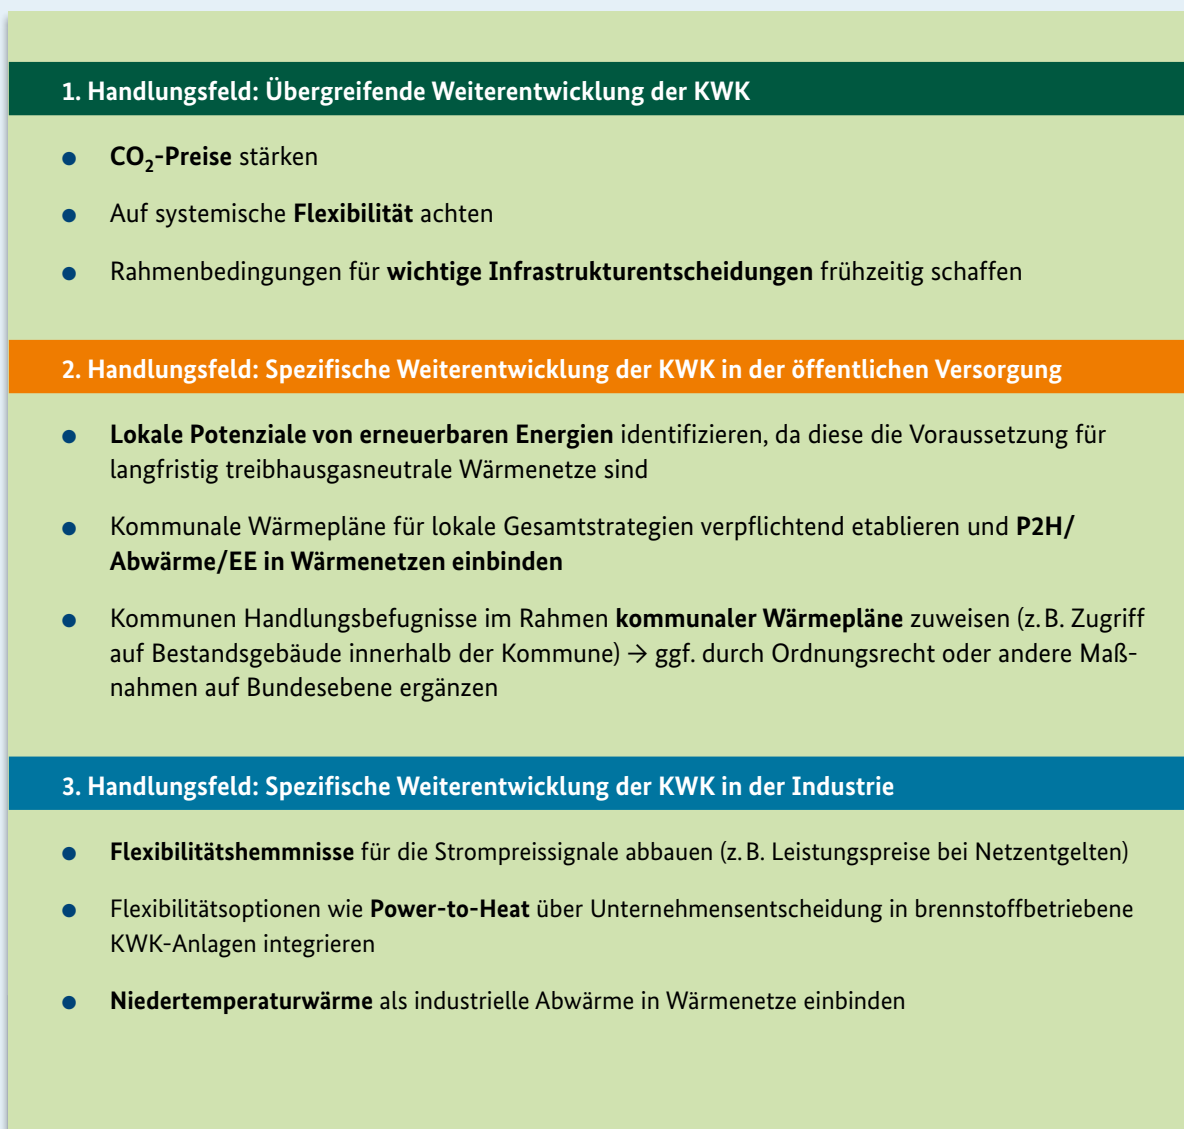 1. Handlungsfeld: Übergreifende Weiterentwicklung der KWK
● CO₂-Preise stärken
● Auf systemische Flexibilität achten
● Rahmenbedingungen für wichtige Infrastrukturentscheidungen frühzeitig schaffen
2. Handlungsfeld: Spezifische Weiterentwicklung der KWK in der öffentlichen Versorgung
● Lokale Potenziale von erneuerbaren Energien identifizieren, da diese die Voraussetzung für
langfristig treibhausgasneutrale Wärmenetze sind
● Kommunale Wärmepläne für lokale Gesamtstrategien verpflichtend etablieren und P2H/
Abwärme/EE in Wärmenetzen einbinden
● Kommunen Handlungsbefugnisse im Rahmen kommunaler Wärmepläne zuweisen (z. B. Zugriff
auf Bestandsgebäude innerhalb der Kommune) → ggf. durch Ordnungsrecht oder andere Maß-
nahmen auf Bundesebene ergänzen
3. Handlungsfeld: Spezifische Weiterentwicklung der KWK in der Industrie
● Flexibilitätshemmnisse für die Strompreissignale abbauen (z. B. Leistungspreise bei Netzentgelten)
● Flexibilitätsoptionen wie Power-to-Heat über Unternehmensentscheidung in brennstoffbetriebene
KWK-Anlagen integrieren
● Niedertemperaturwärme als industrielle Abwärme in Wärmenetze einbinden